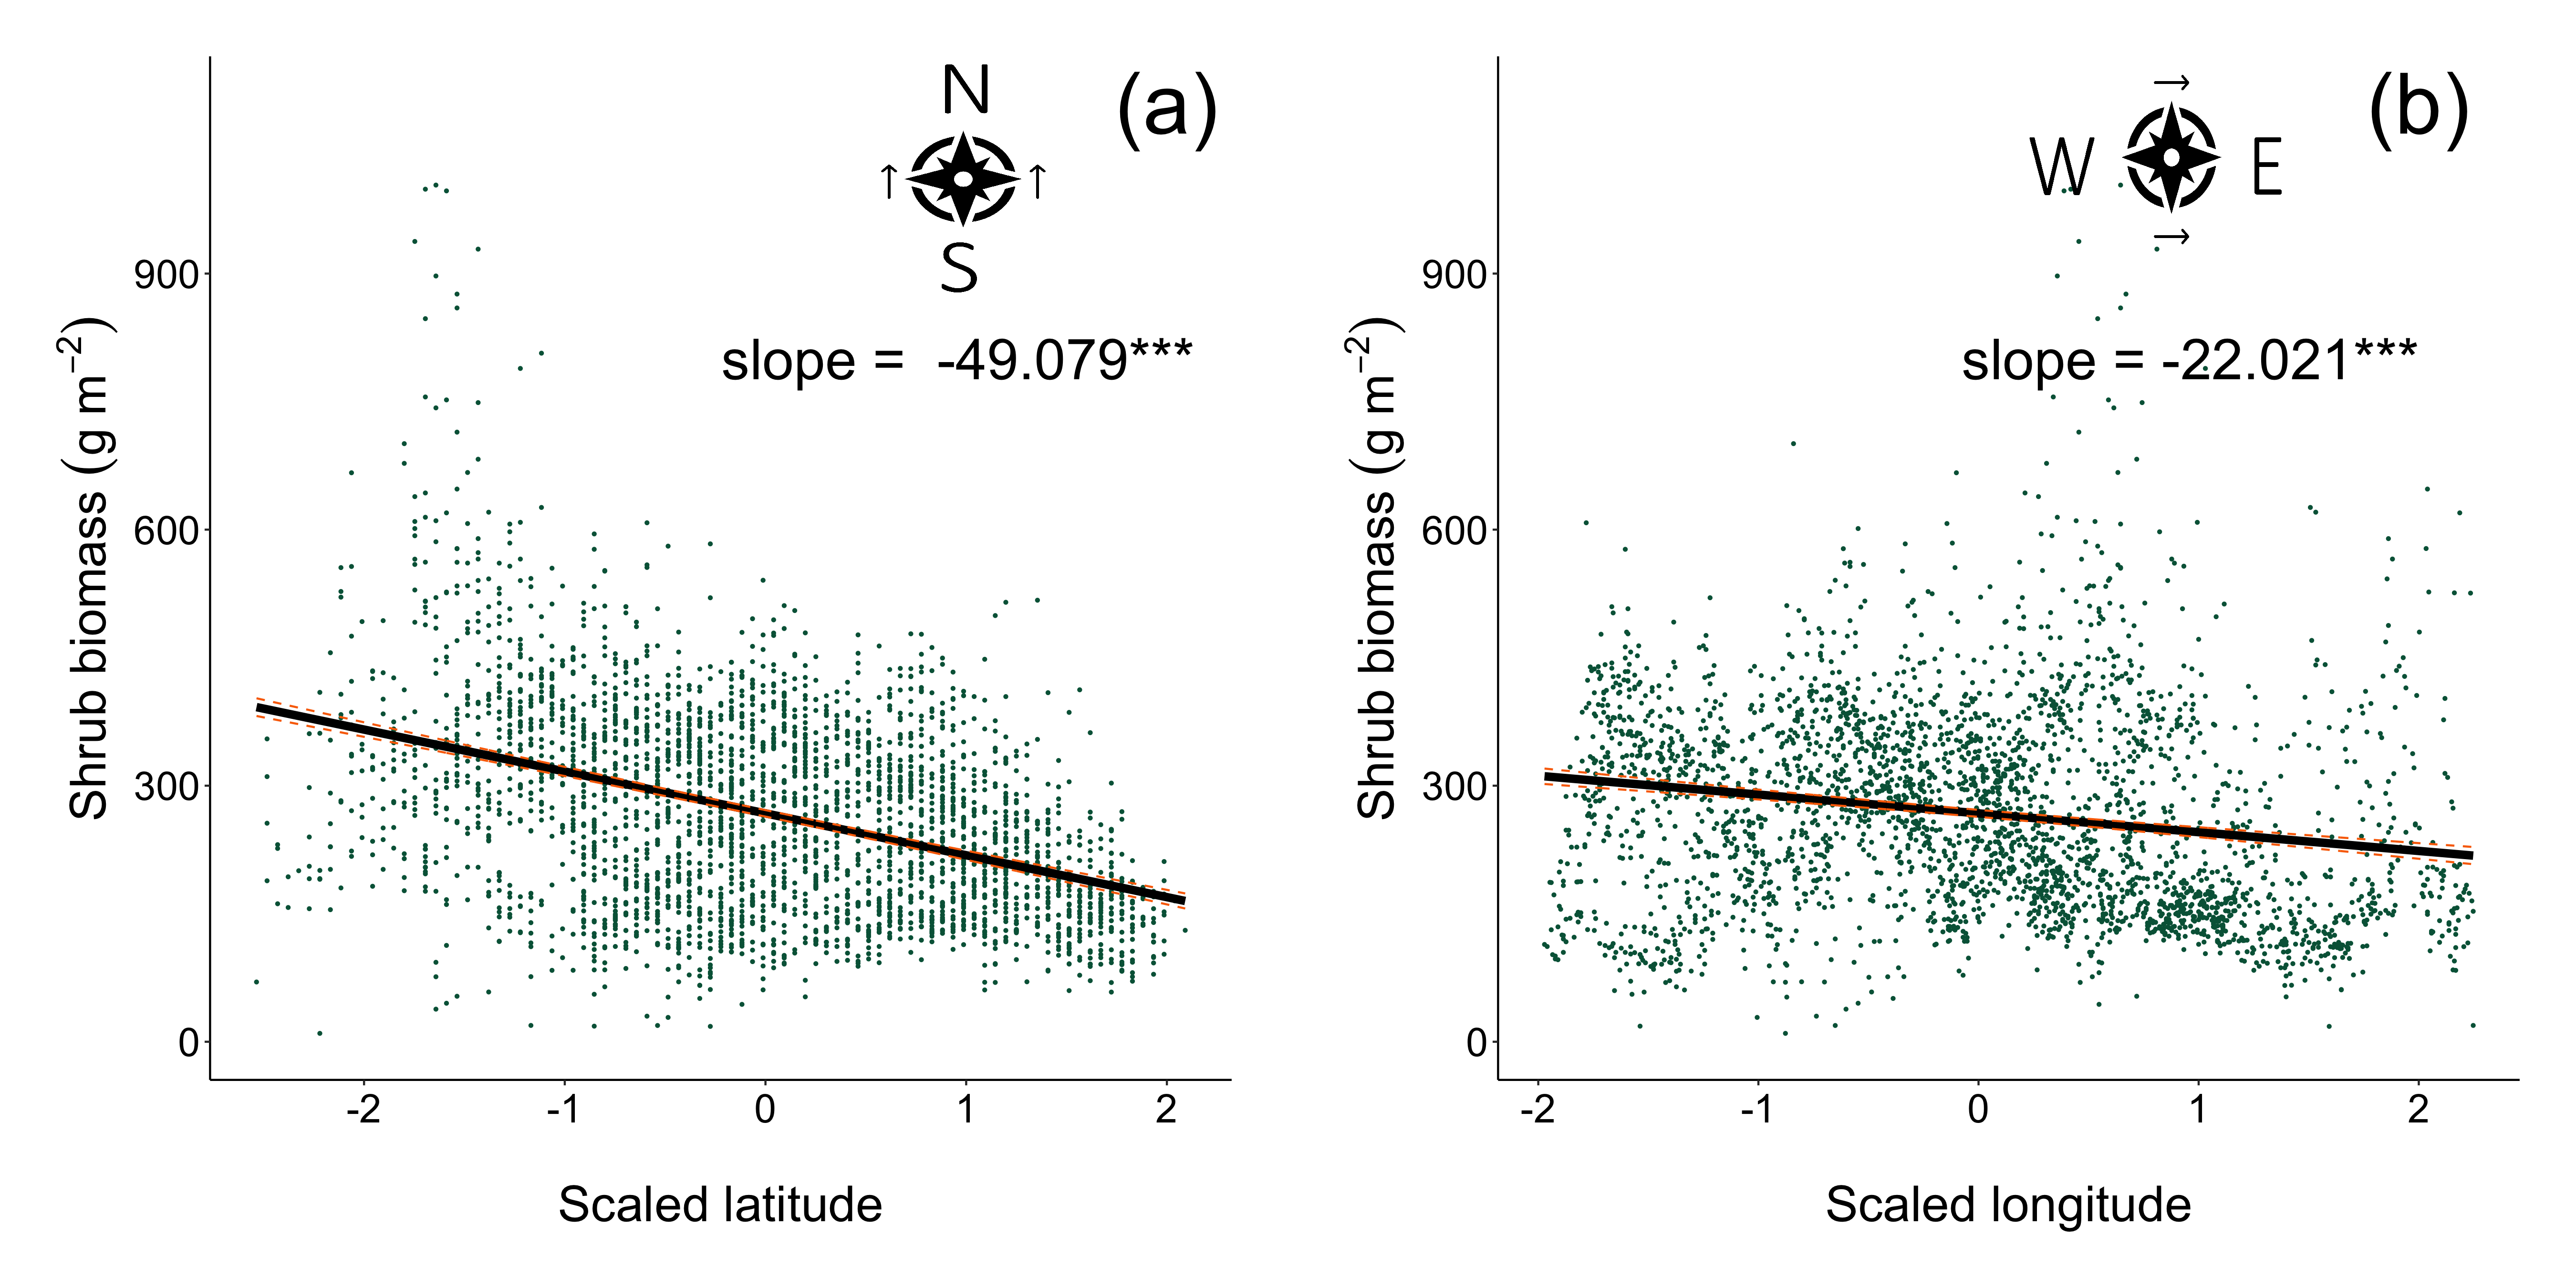 N
(a)
↑ ↑
S
slope = -49.079***
900
600
300
0
Shrub biomass (g m⁻²)
-2 -1 0 1 2
Scaled latitude
→
(b)
W E
→
slope = -22.021***
900
600
300
0
Shrub biomass (g m⁻²)
-2 -1 0 1 2
Scaled longitude